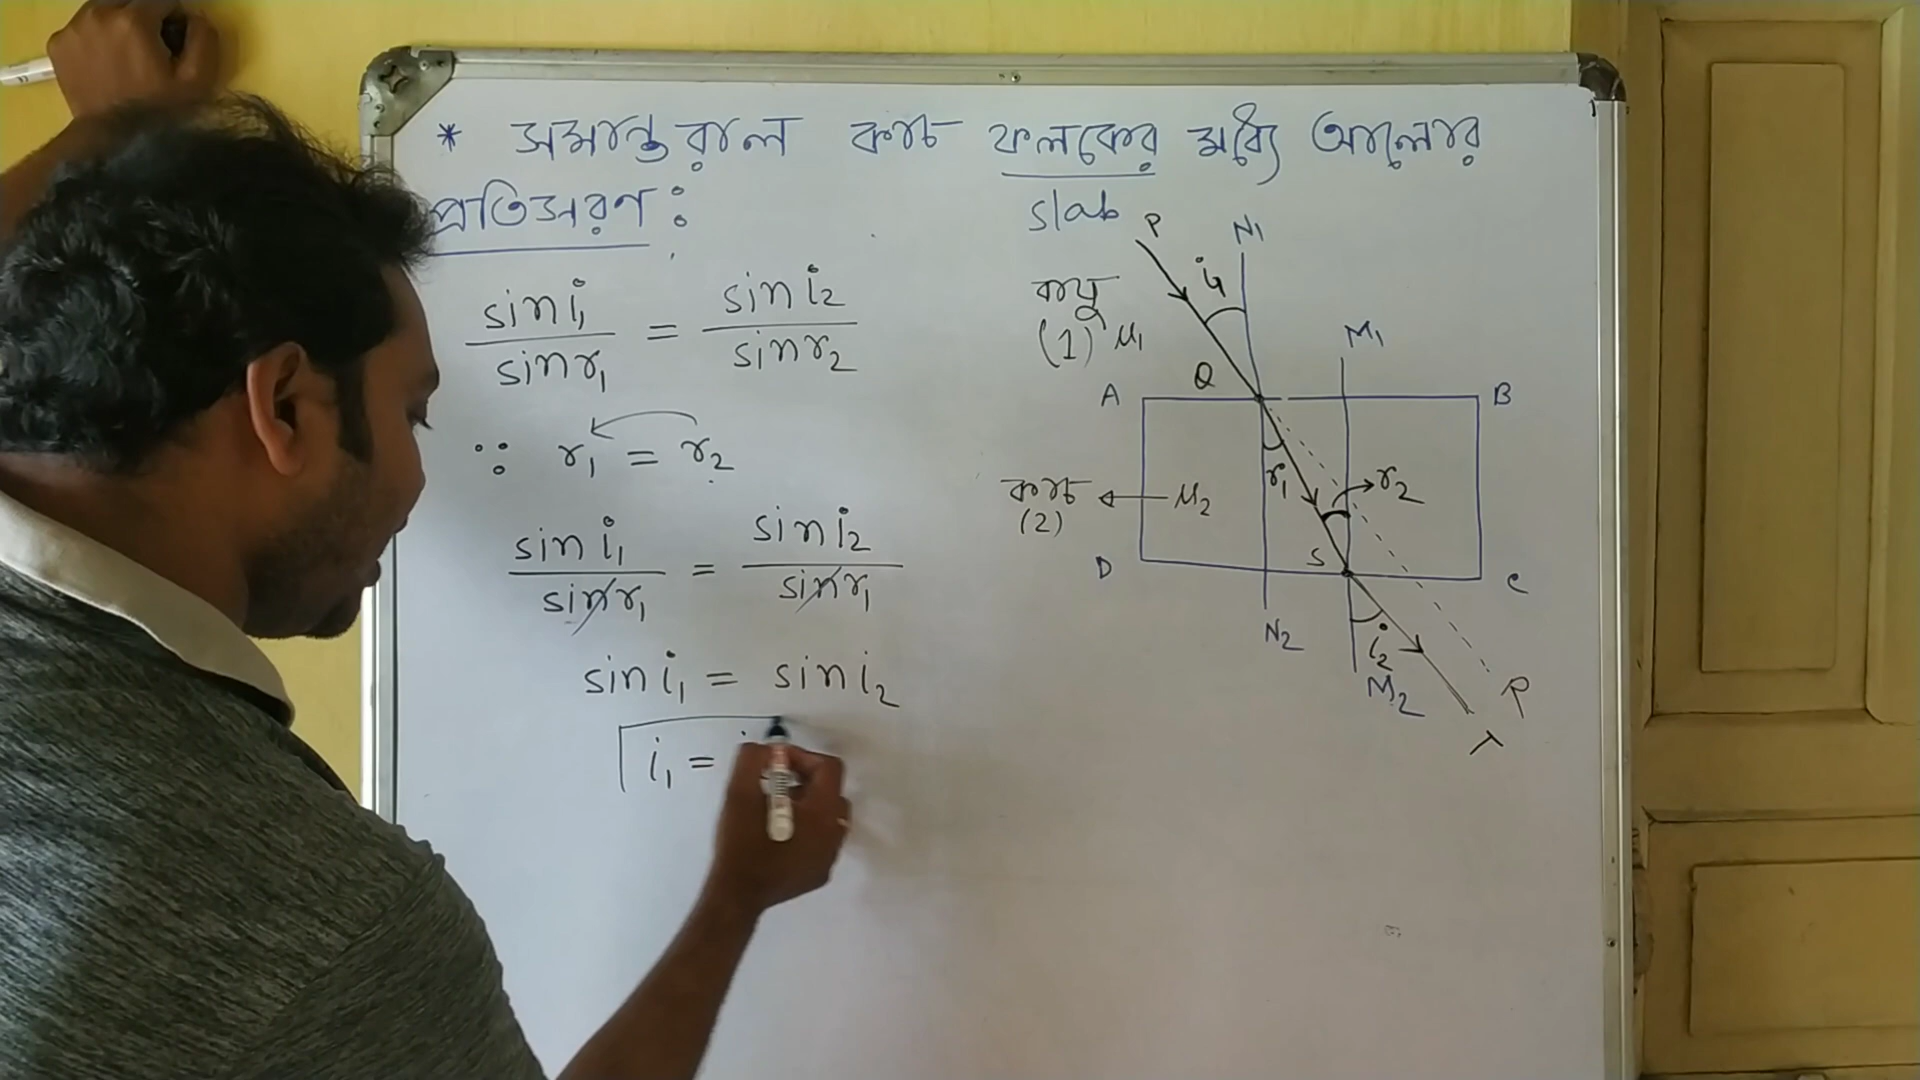 * সমান্তরাল কাচ ফলকের মধ্যে আলোর
প্রতিসরণ :
slab
sin i₁ / sin r₁ = sin i₂ / sin r₂
∵ r₁ = r₂
sin i₁ / sin r₁ = sin i₂ / sin r₁
sin i₁ = sin i₂
i₁ =
P
N₁
i₁
বায়ু
(1) μ₁
M₁
Q
A
B
r₁
r₂
কাচ
(2)
μ₂
S
D
C
N₂
i₂
M₂
R
T